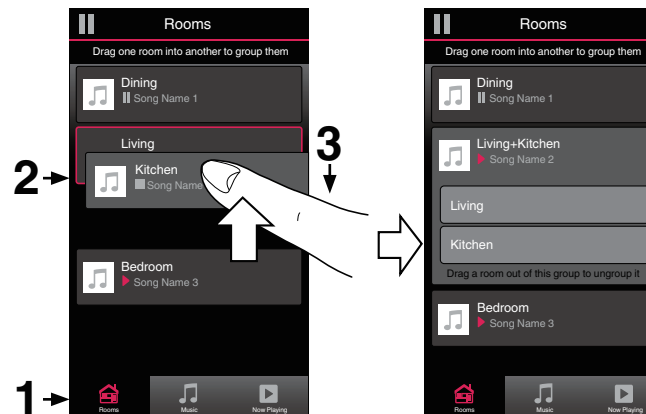 Rooms
Drag one room into another to group them
Dining
Song Name 1
Living
Kitchen
Song Name
Bedroom
Song Name 3
Rooms
Music
Now Playing
1
2
3
Rooms
Drag one room into another to group them
Dining
Song Name 1
Living+Kitchen
Song Name 2
Living
Kitchen
Drag a room out of this group to ungroup it
Bedroom
Song Name 3
Rooms
Music
Now Playing